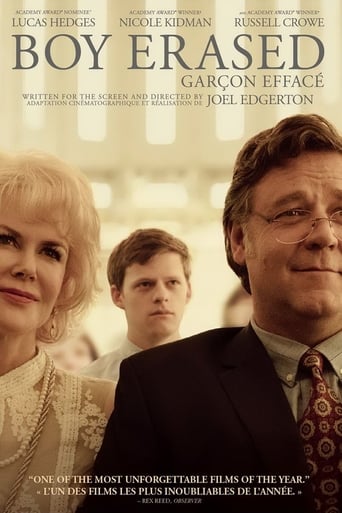 ACADEMY AWARD® NOMINEE
LUCAS HEDGES
ACADEMY AWARD® WINNER
NICOLE KIDMAN
ACADEMY AWARD® WINNER
RUSSELL CROWE
BOY ERASED
GARÇON EFFACÉ
WRITTEN FOR THE SCREEN AND DIRECTED BY
ADAPTATION CINÉMATOGRAPHIQUE ET RÉALISATION DE
JOEL EDGERTON
“ONE OF THE MOST UNFORGETTABLE FILMS OF THE YEAR.”
« L’UN DES FILMS LES PLUS INOUBLIABLES DE L’ANNÉE. »
– REX REED, OBSERVER